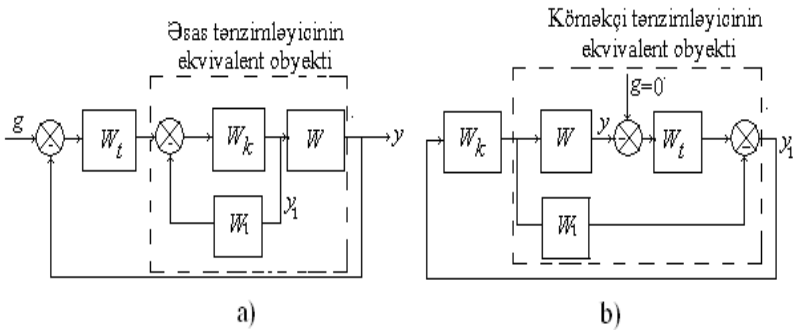 Əsas tənzimləyicinin
ekvivalent obyekti
g
W_t
W_k
W
y
W_1
y_1
a)
Köməkçi tənzimləyicinin
ekvivalent obyekti
g=0
W_k
W
y
W_t
y_1
W_1
b)